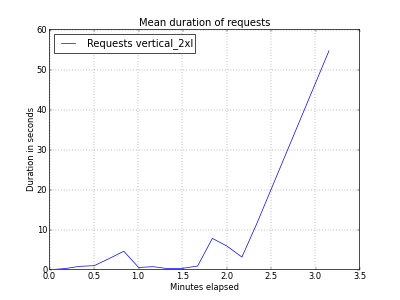 Mean duration of requests
Requests vertical_2xl
Duration in seconds
60
50
40
30
20
10
0
0.0 0.5 1.0 1.5 2.0 2.5 3.0 3.5
Minutes elapsed